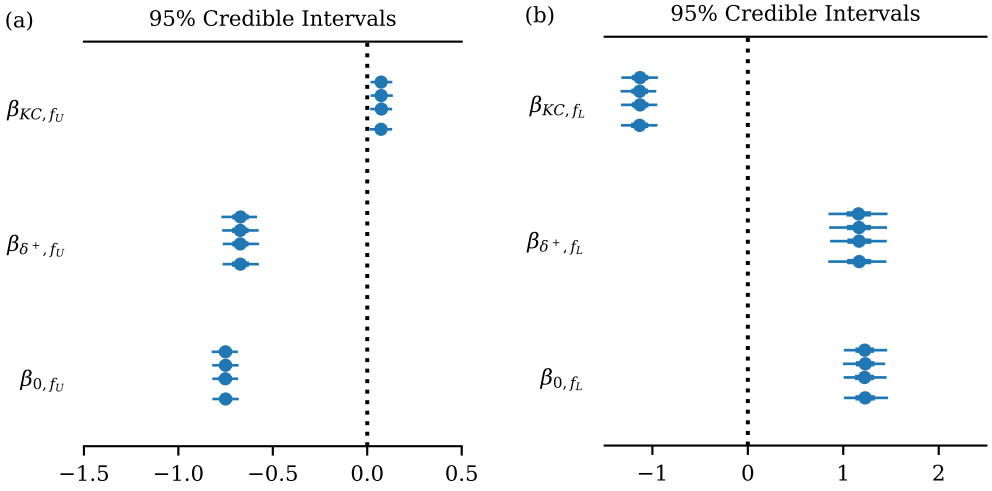 (a) 95% Credible Intervals
β_{KC, f_U}
β_{δ^+, f_U}
β_{0, f_U}
−1.5 −1.0 −0.5 0.0 0.5
(b) 95% Credible Intervals
β_{KC, f_L}
β_{δ^+, f_L}
β_{0, f_L}
−1 0 1 2